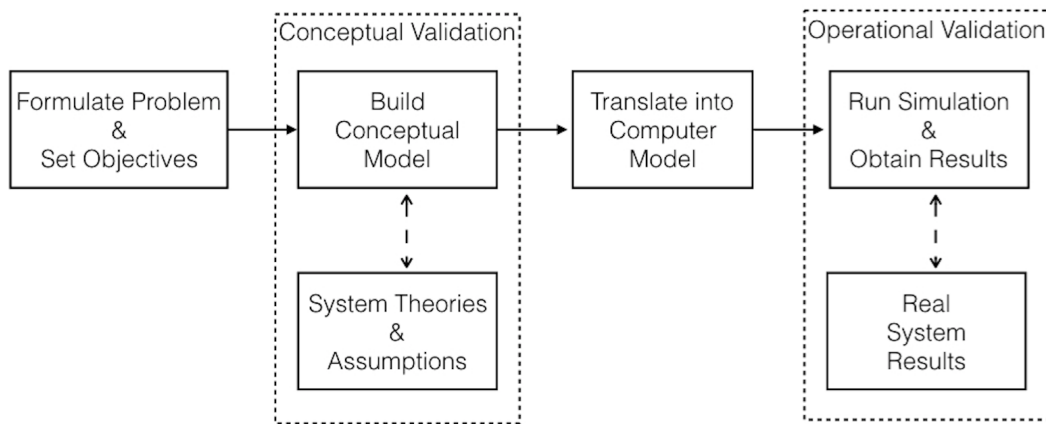 Conceptual Validation
Operational Validation
Formulate Problem
&
Set Objectives
Build
Conceptual
Model
Translate into
Computer
Model
Run Simulation
&
Obtain Results
System Theories
&
Assumptions
Real
System
Results